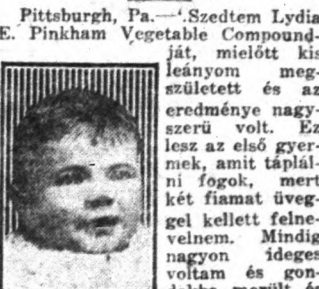 Pittsburgh, Pa.—‘.Szedtem Lydia
E. Pinkham Vegetable Compound-
ját, mielőtt kis
leányom meg-
született és az
eredménye nagy-
szerü volt. Ez
lesz az első gyer-
mek, amit táplál-
ni fogok, mert
két fiamat üveg-
gel kellett felne-
velnem. Mindig
nagyon ideges
voltam és gon-